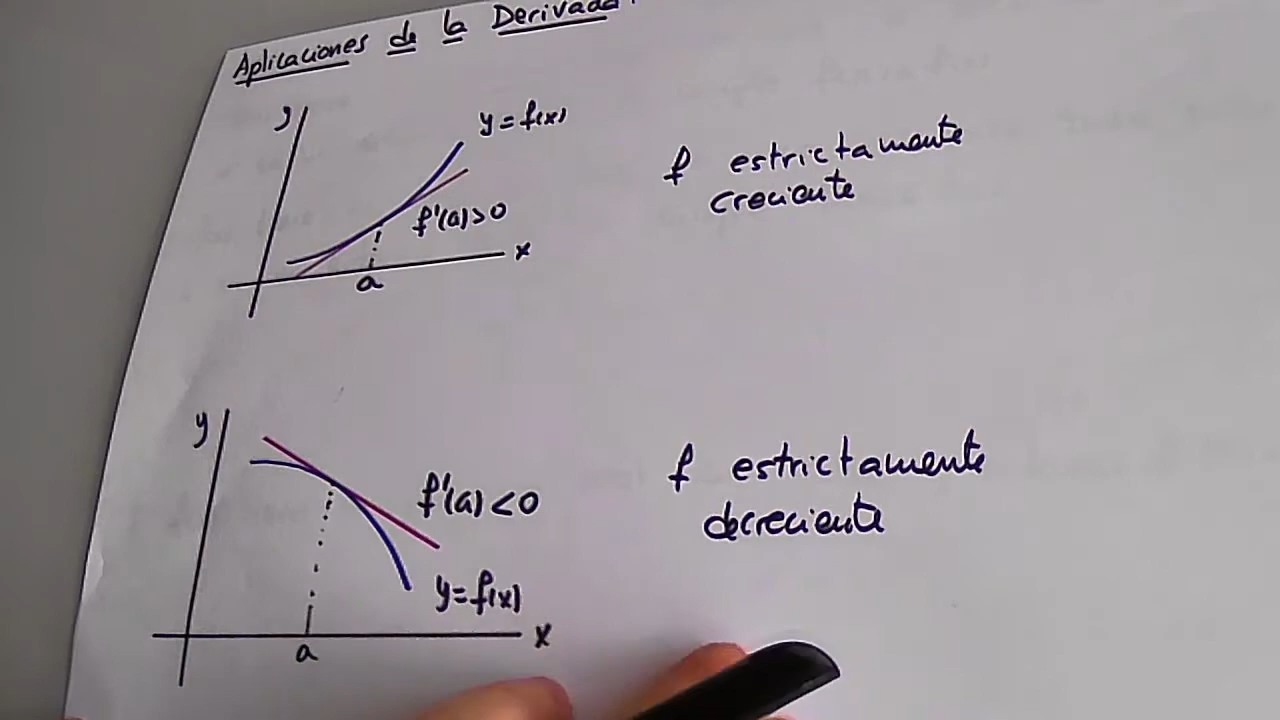 Aplicaciones de la Derivada.
y
y = f(x)
f'(a)>0
x
a
f estrictamente
creciente
y
f'(a)<0
y=f(x)
x
a
f estrictamente
decreciente